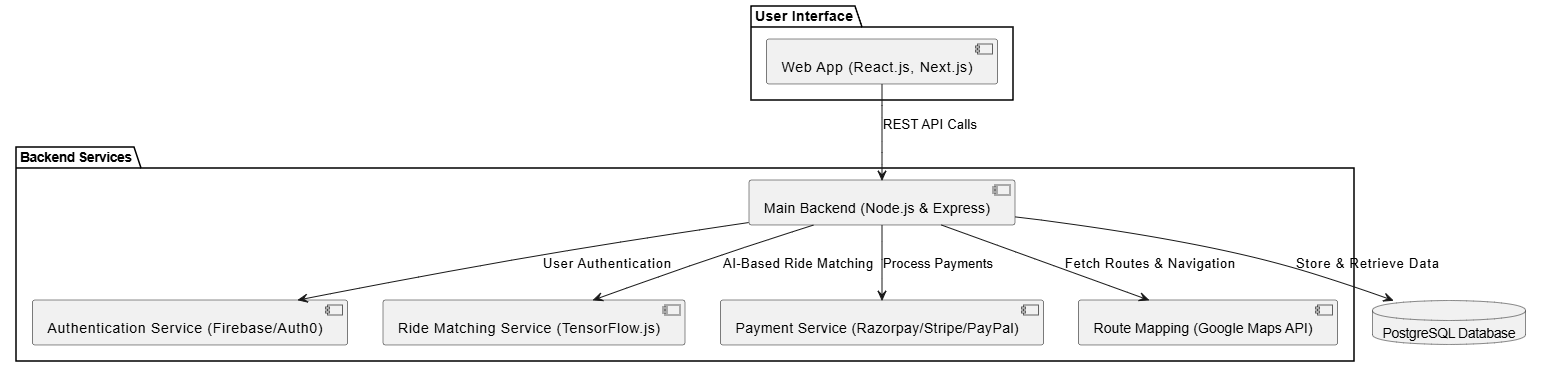 User Interface
Web App (React.js, Next.js)
REST API Calls
Backend Services
Main Backend (Node.js & Express)
User Authentication
AI-Based Ride Matching
Process Payments
Fetch Routes & Navigation
Store & Retrieve Data
Authentication Service (Firebase/Auth0)
Ride Matching Service (TensorFlow.js)
Payment Service (Razorpay/Stripe/PayPal)
Route Mapping (Google Maps API)
PostgreSQL Database